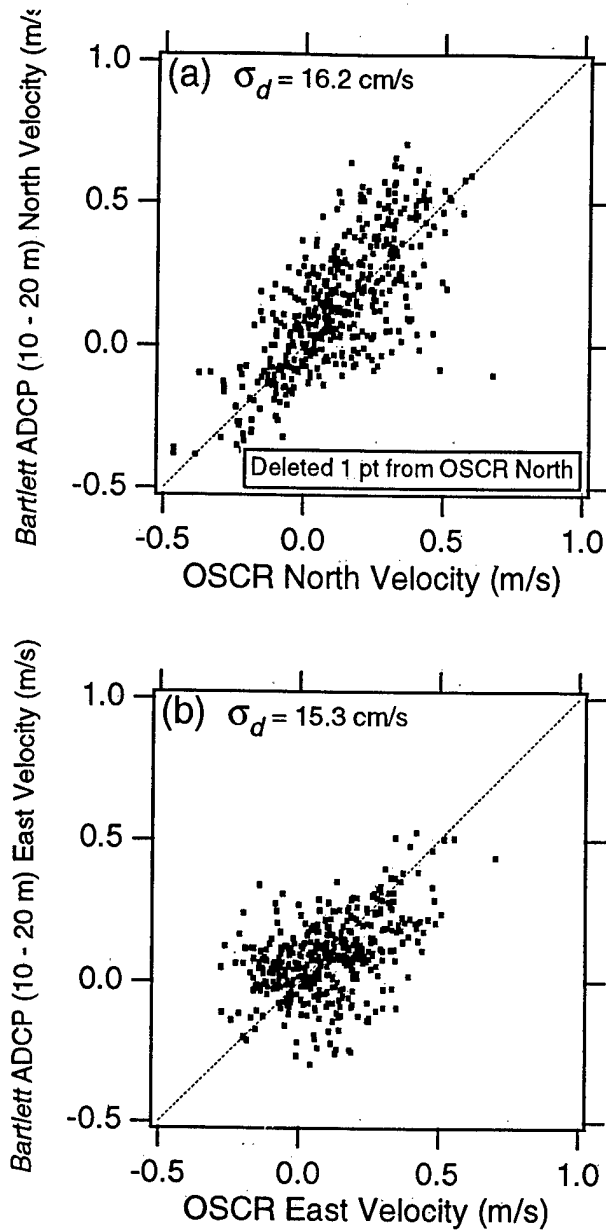 Bartlett ADCP (10 - 20 m) North Velocity (m/s
1.0
0.5
0.0
-0.5
(a) σd = 16.2 cm/s
Deleted 1 pt from OSCR North
-0.5 0.0 0.5 1.0
OSCR North Velocity (m/s)
Bartlett ADCP (10 - 20 m) East Velocity (m/s)
1.0
0.5
0.0
-0.5
(b) σd = 15.3 cm/s
-0.5 0.0 0.5 1.0
OSCR East Velocity (m/s)